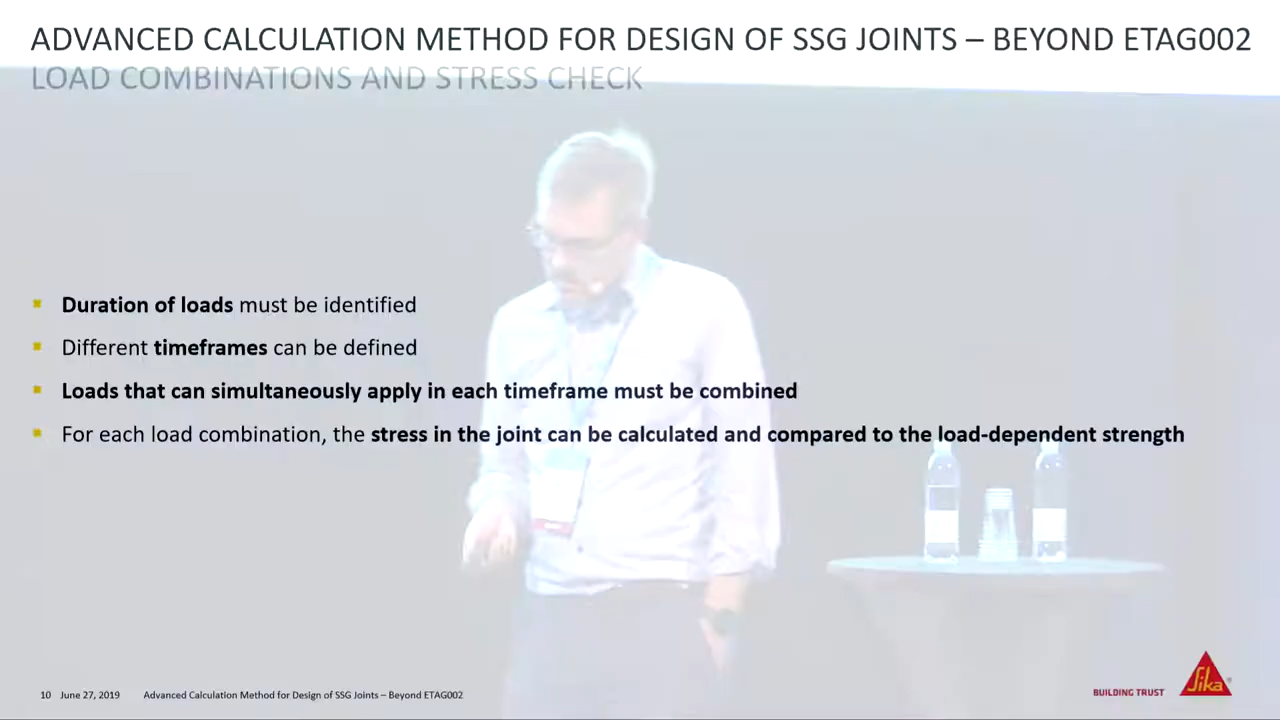 ADVANCED CALCULATION METHOD FOR DESIGN OF SSG JOINTS – BEYOND ETAG002
LOAD COMBINATIONS AND STRESS CHECK
Duration of loads must be identified
Different timeframes can be defined
Loads that can simultaneously apply in each timeframe must be combined
For each load combination, the stress in the joint can be calculated and compared to the load-dependent strength
10 June 27, 2019 Advanced Calculation Method for Design of SSG Joints – Beyond ETAG002
BUILDING TRUST
Sika®